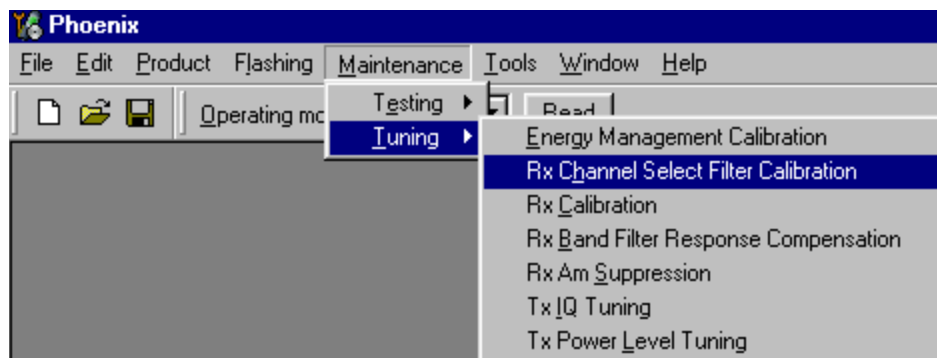 Phoenix
File Edit Product Flashing Maintenance Tools Window Help
Operating mo Read
Testing
Tuning
Energy Management Calibration
Rx Channel Select Filter Calibration
Rx Calibration
Rx Band Filter Response Compensation
Rx Am Suppression
Tx IQ Tuning
Tx Power Level Tuning